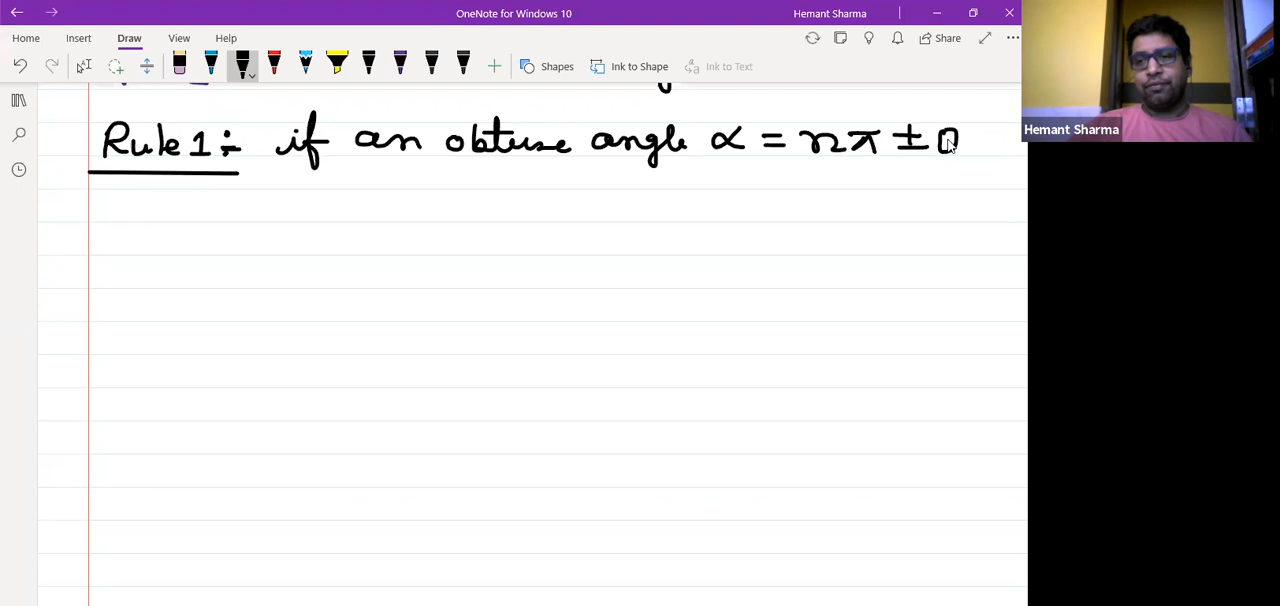 OneNote for Windows 10
Hemant Sharma
Home Insert Draw View Help
Share
Shapes Ink to Shape Ink to Text
Rule 1 ÷ if an obtuse angle α = nπ ± θ
Hemant Sharma